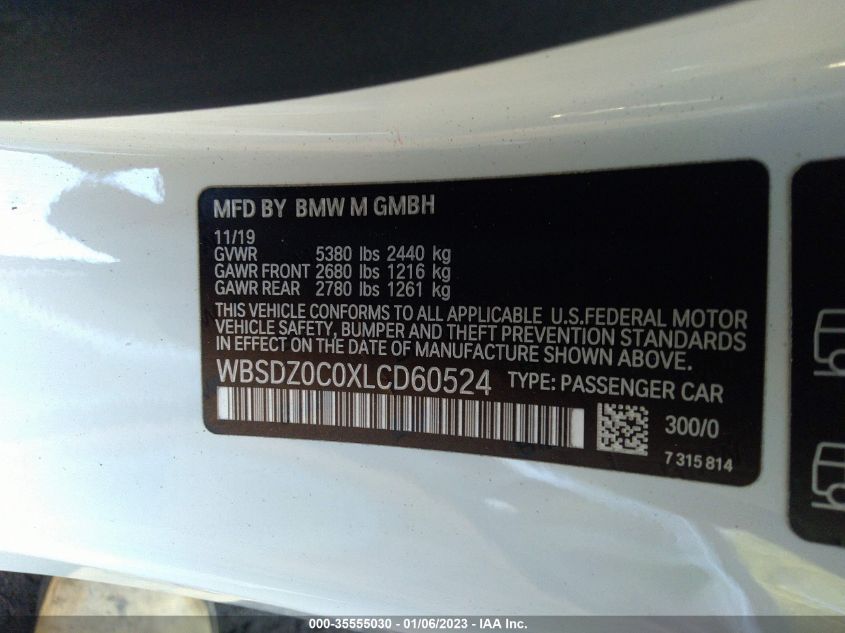 MFD BY BMW M GMBH
11/19
GVWR 5380 lbs 2440 kg
GAWR FRONT 2680 lbs 1216 kg
GAWR REAR 2780 lbs 1261 kg
THIS VEHICLE CONFORMS TO ALL APPLICABLE U.S.FEDERAL MOTOR
VEHICLE SAFETY, BUMPER AND THEFT PREVENTION STANDARDS
IN EFFECT ON THE DATE OF MANUFACTURE SHOWN ABOVE.
WBSDZ0C0XLCD60524 TYPE: PASSENGER CAR
300/0
7 315 814
000-35555030 - 01/06/2023 - IAA Inc.